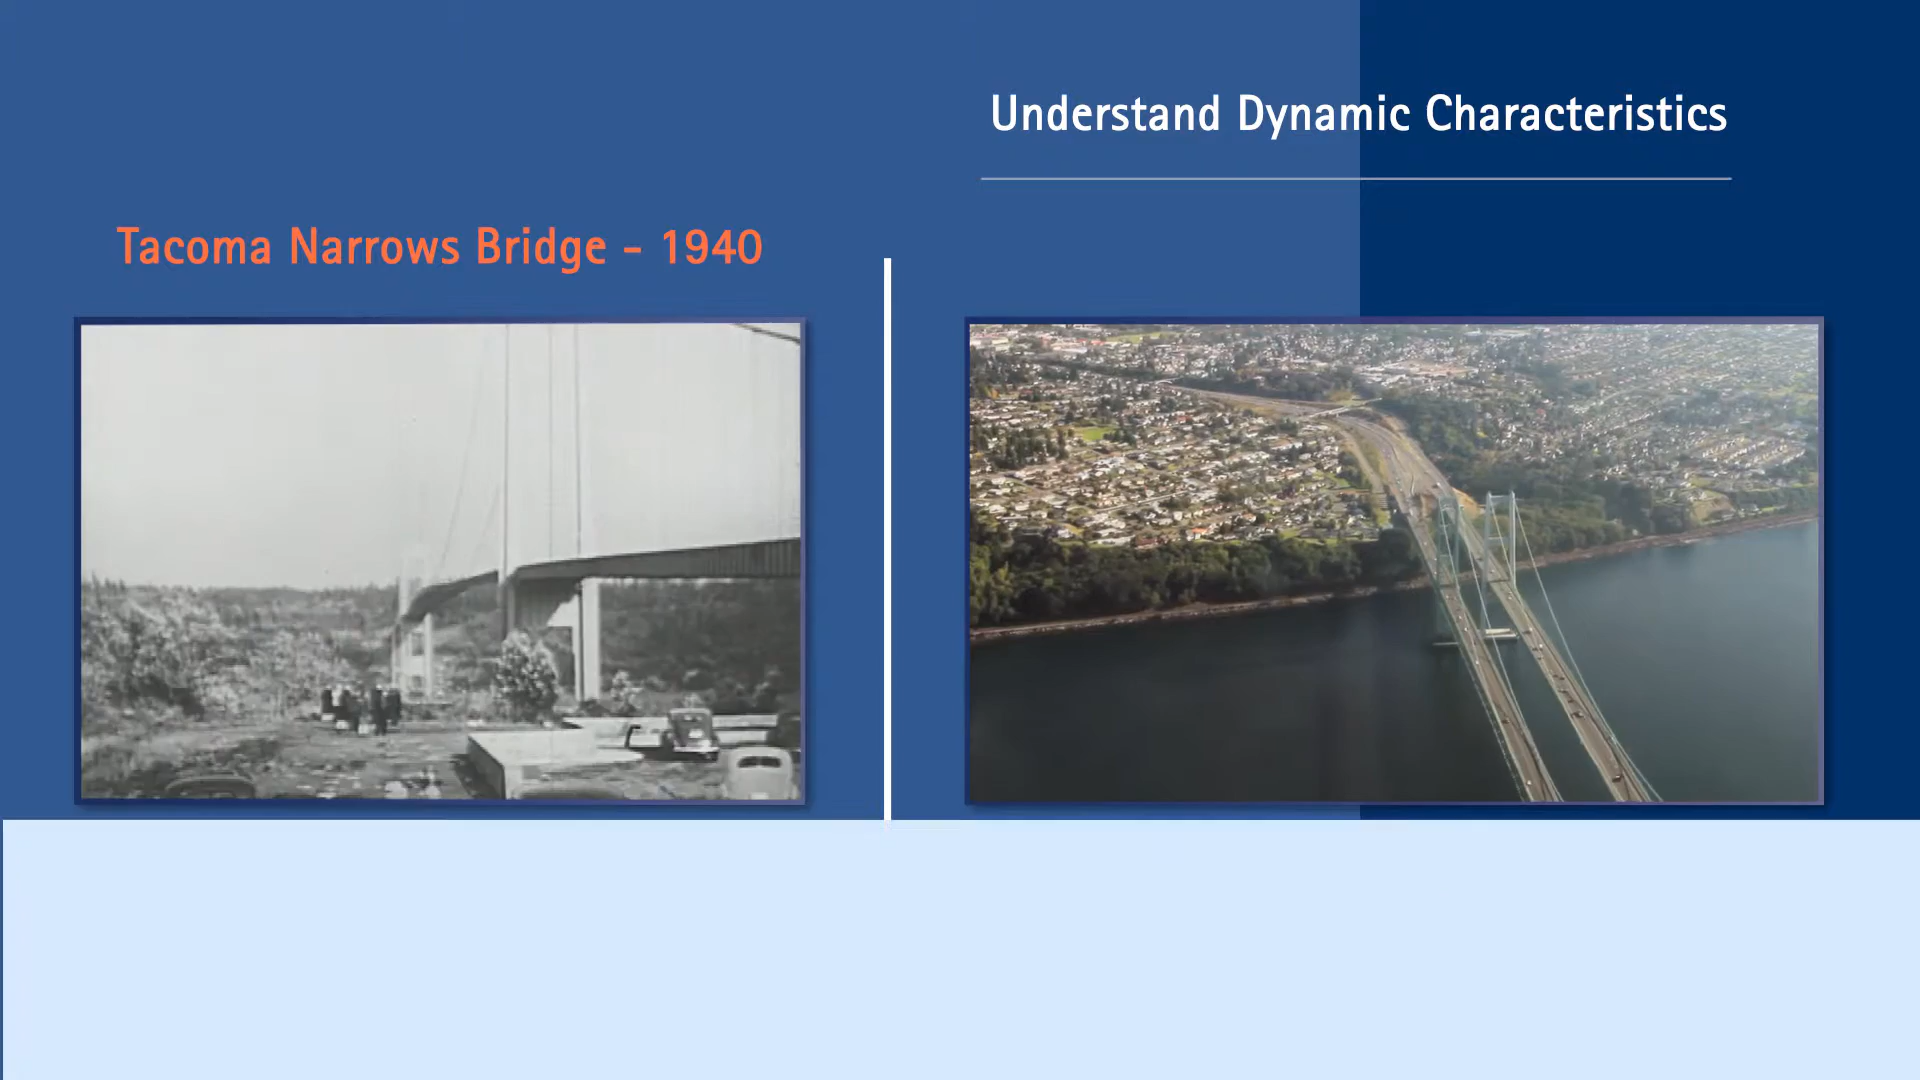 Understand Dynamic Characteristics
Tacoma Narrows Bridge - 1940